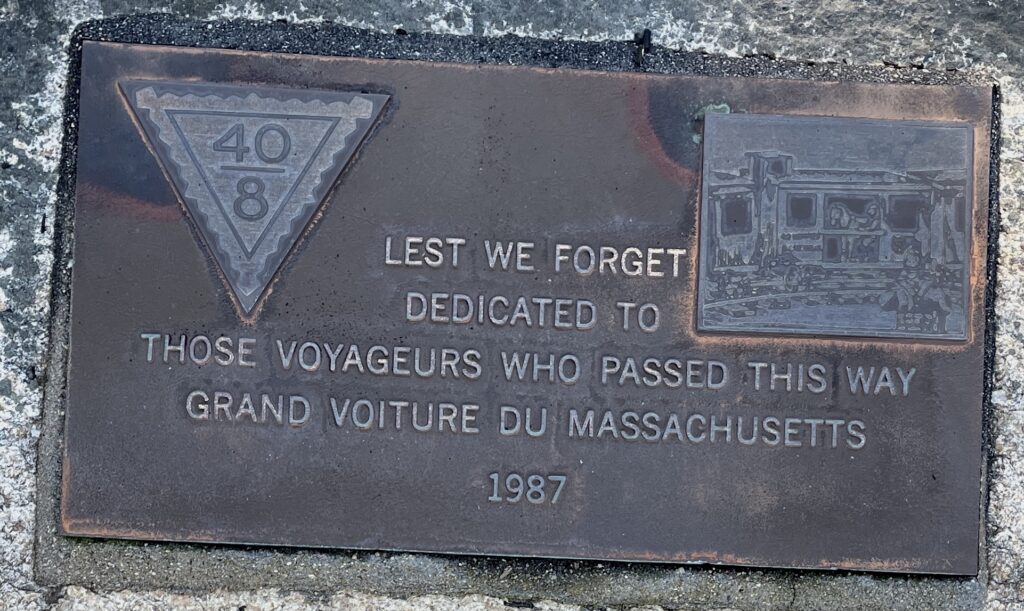 40
8
LEST WE FORGET
DEDICATED TO
THOSE VOYAGEURS WHO PASSED THIS WAY
GRAND VOITURE DU MASSACHUSETTS
1987